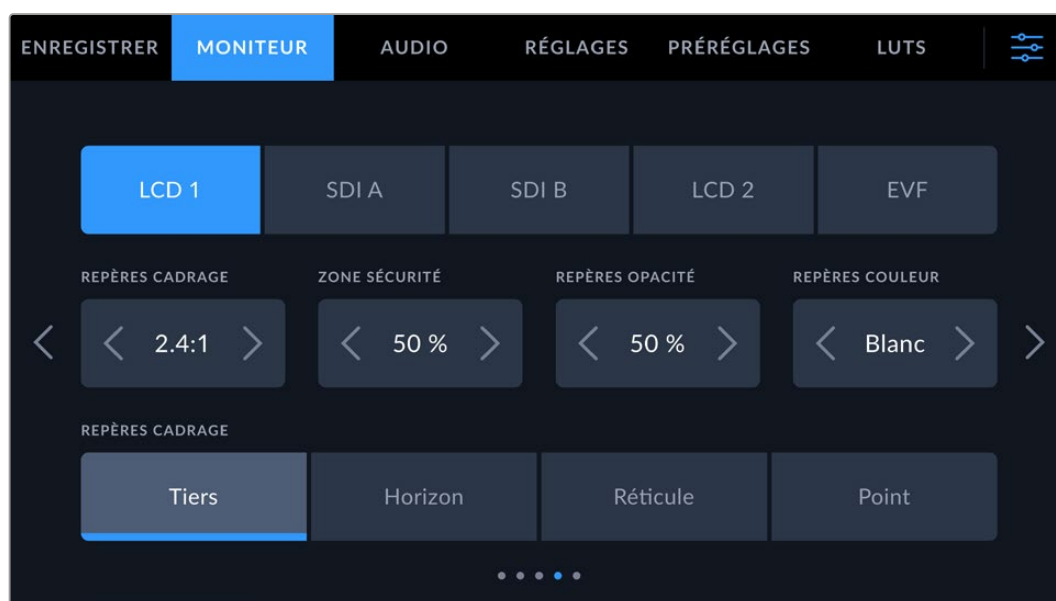 ENREGISTRER MONITEUR AUDIO RÉGLAGES PRÉRÉGLAGES LUTS
LCD 1 SDI A SDI B LCD 2 EVF
REPÈRES CADRAGE ZONE SÉCURITÉ REPÈRES OPACITÉ REPÈRES COULEUR
2.4:1 50 % 50 % Blanc
REPÈRES CADRAGE
Tiers Horizon Réticule Point